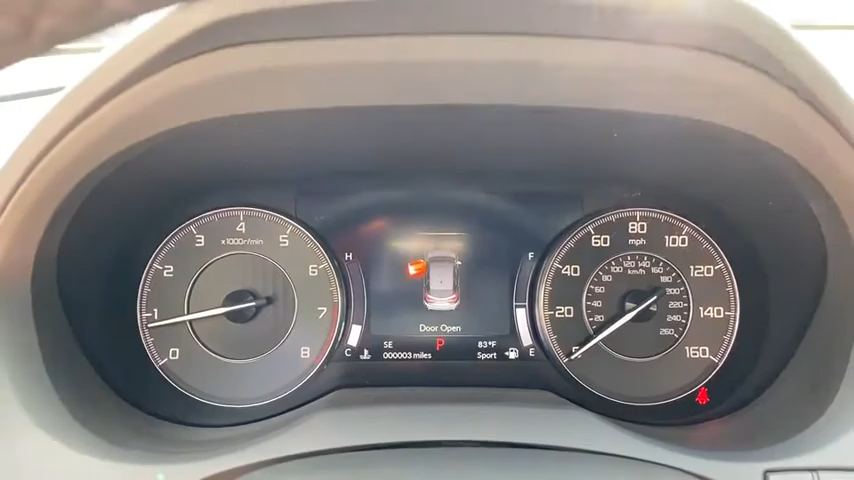 4
x1000r/min
3 5
2 6
1 7
0 8
H
C
F
E
Door Open
SE P 83°F
000003 miles Sport
80
mph
60 100
40 120
20 140
0 160
120 140
100 160
km/h
80 180
60 200
40 220
20 240
0 260